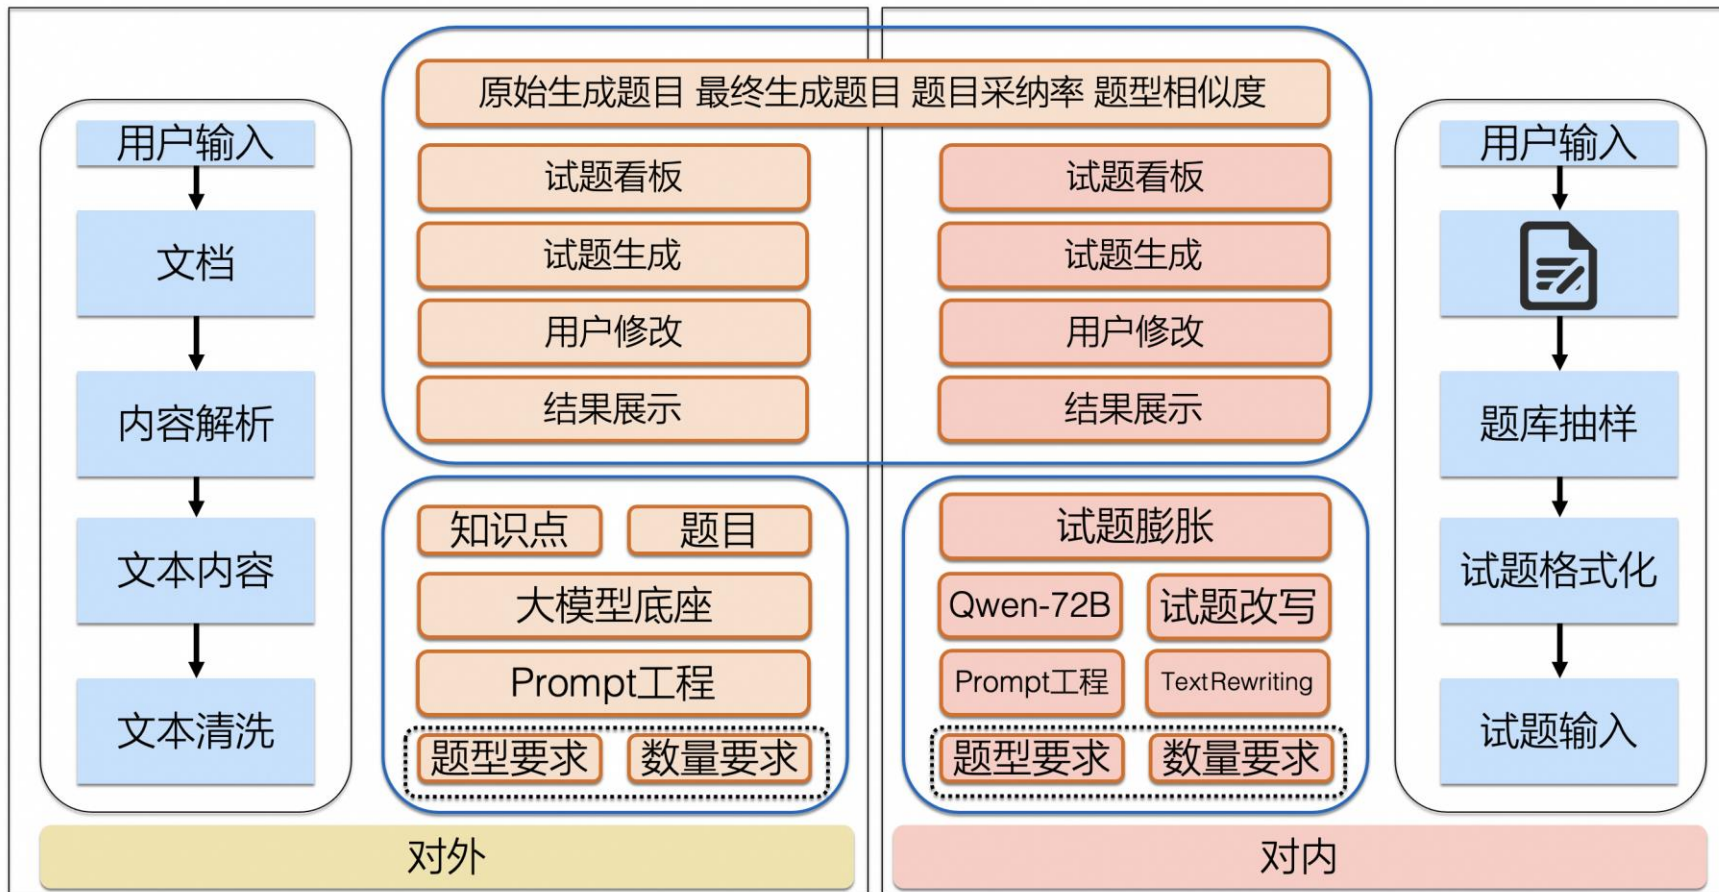 原始生成题目 最终生成题目 题目采纳率 题型相似度
用户输入
文档
内容解析
文本内容
文本清洗
试题看板
试题生成
用户修改
结果展示
知识点
题目
大模型底座
Prompt工程
题型要求
数量要求
对外
试题看板
试题生成
用户修改
结果展示
试题膨胀
Qwen-72B
试题改写
Prompt工程
TextRewriting
题型要求
数量要求
用户输入
题库抽样
试题格式化
试题输入
对内